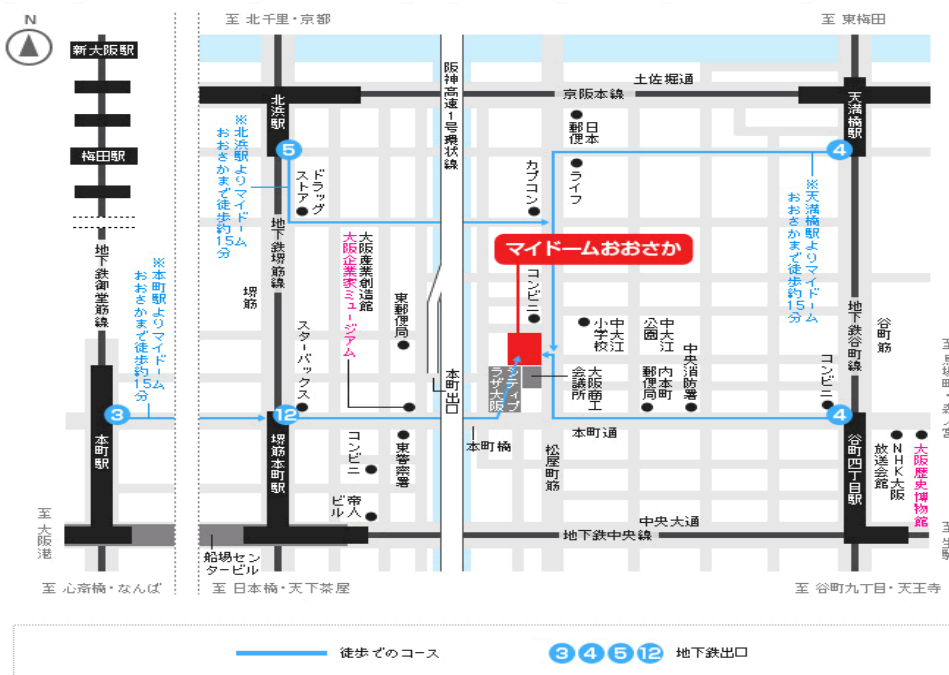 N
至 北千里・京都
至 東梅田
新大阪駅
梅田駅
地下鉄御堂筋線
本町駅
至 大阪港
至 心斎橋・なんば
※本町駅よりマイドーム
おおさかまで徒歩約15分
3
北浜駅
5
※北浜駅よりマイドーム
おおさかまで徒歩約15分
ドラッグ
ストア
地下鉄堺筋線
堺筋
大阪産業創造館
大阪企業家ミュージアム
東郵便局
スターバックス
12
堺筋本町駅
コンビニ
東警察署
帝人
ビル
船場セン
タービル
至 日本橋・天下茶屋
阪神高速1号環状線
本町出口
土佐堀通
京阪本線
日本
郵便
カプコン
ライフ
マイドームおおさか
コンビニ
中大江
小学校
中大江
公園
中央消防署
シティプ
ラザ大阪
大阪商工
会議所
内本町
郵便局
本町橋
本町通
松屋町筋
中央大通
地下鉄中央線
天満橋駅
4
※天満橋駅よりマイドーム
おおさかまで徒歩約15分
地下鉄谷町線
谷町筋
コンビニ
4
谷町四丁目駅
NHK大阪
放送会館
大阪歴史博物館
至 谷町九丁目・天王寺
徒歩でのコース
3 4 5 12 地下鉄出口